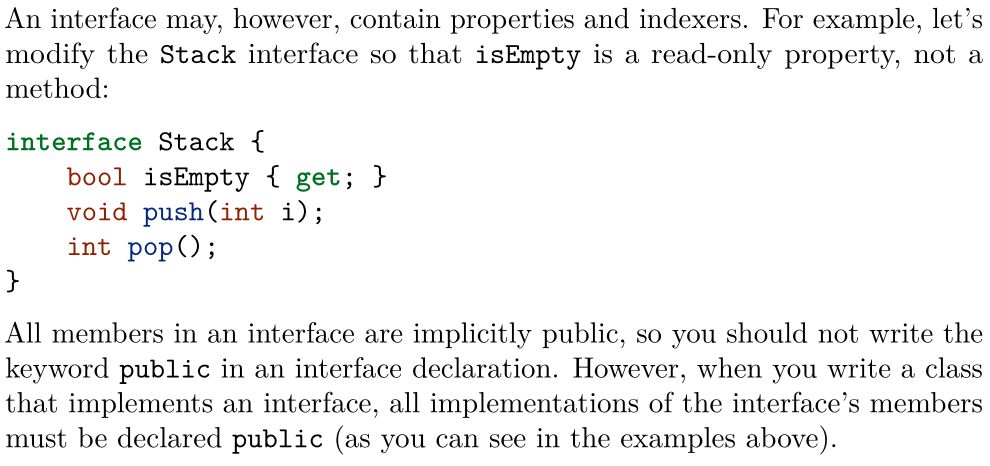 An interface may, however, contain properties and indexers. For example, let's
modify the Stack interface so that isEmpty is a read-only property, not a
method:
interface Stack {
    bool isEmpty { get; }
    void push(int i);
    int pop();
}
All members in an interface are implicitly public, so you should not write the
keyword public in an interface declaration. However, when you write a class
that implements an interface, all implementations of the interface's members
must be declared public (as you can see in the examples above).